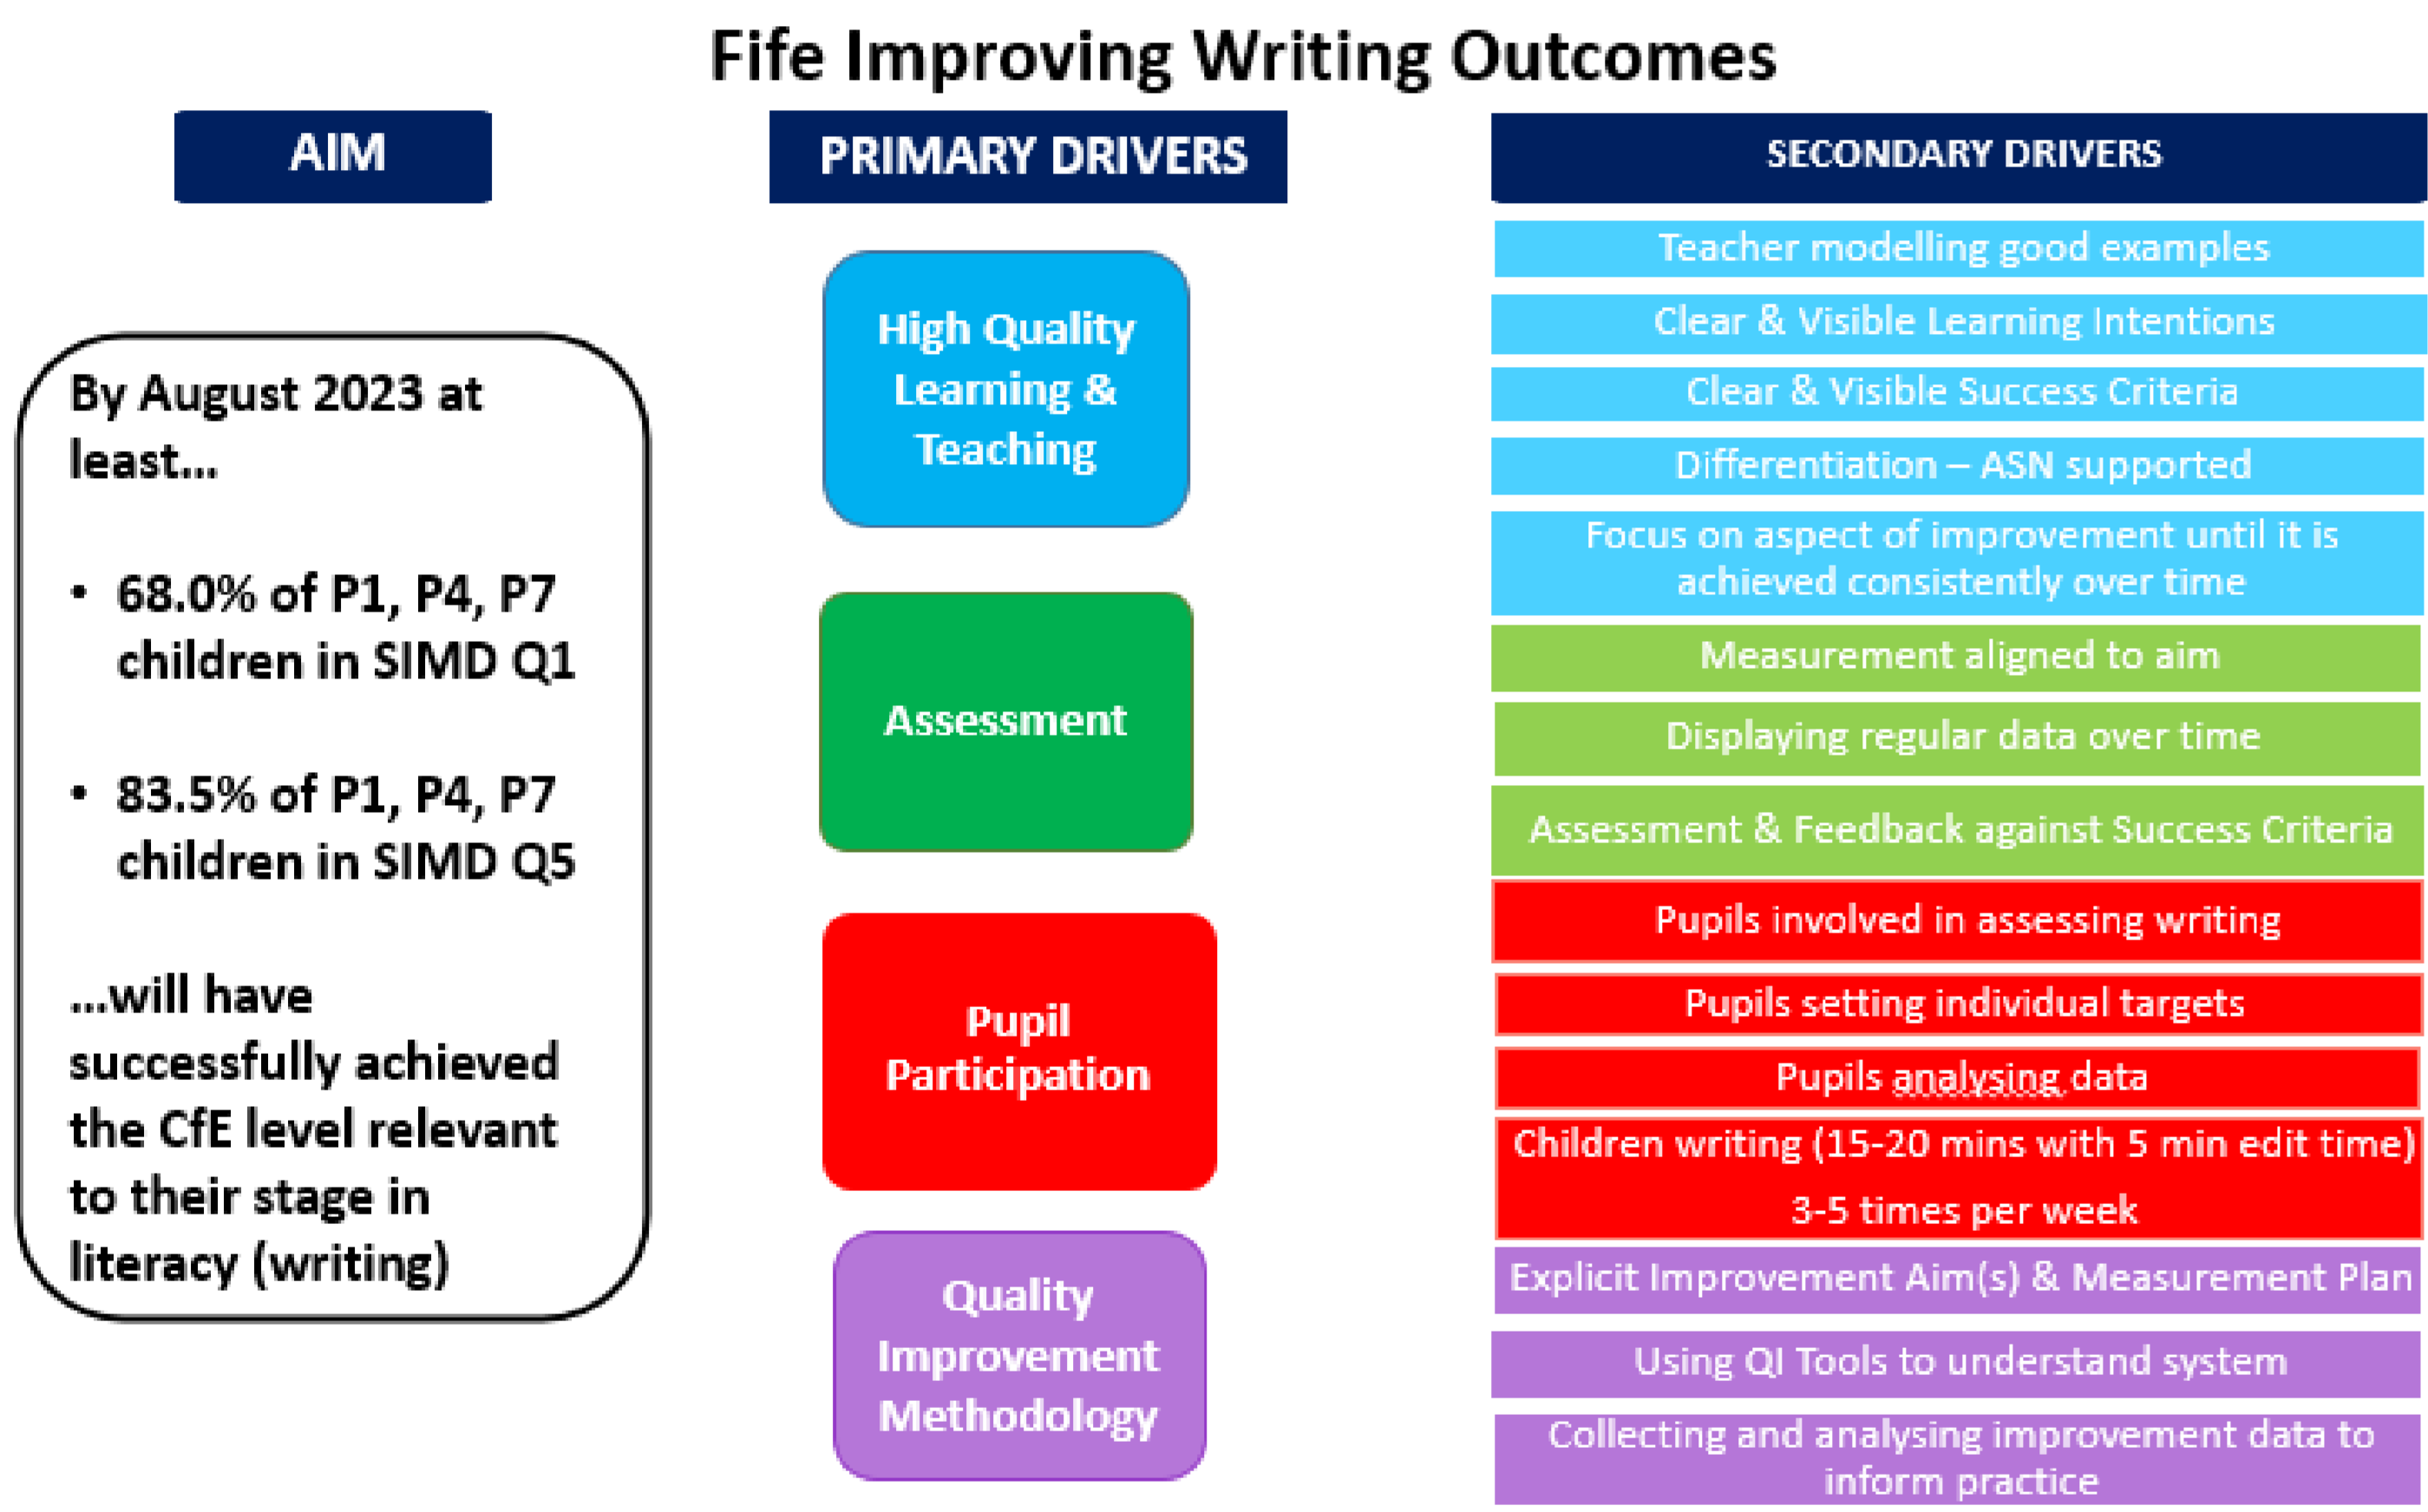 Fife Improving Writing Outcomes
AIM
PRIMARY DRIVERS
SECONDARY DRIVERS
By August 2023 at
least...
• 68.0% of P1, P4, P7
children in SIMD Q1
• 83.5% of P1, P4, P7
children in SIMD Q5
...will have
successfully achieved
the CfE level relevant
to their stage in
literacy (writing)
High Quality
Learning &
Teaching
Assessment
Pupil
Participation
Quality
Improvement
Methodology
Teacher modelling good examples
Clear & Visible Learning Intentions
Clear & Visible Success Criteria
Differentiation – ASN supported
Focus on aspect of improvement until it is
achieved consistently over time
Measurement aligned to aim
Displaying regular data over time
Assessment & Feedback against Success Criteria
Pupils involved in assessing writing
Pupils setting individual targets
Pupils analysing data
Children writing (15-20 mins with 5 min edit time)
3-5 times per week
Explicit Improvement Aim(s) & Measurement Plan
Using QI Tools to understand system
Collecting and analysing improvement data to
inform practice